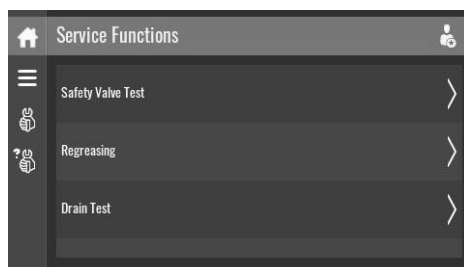 Service Functions
Safety Valve Test
?
Regreasing
Drain Test